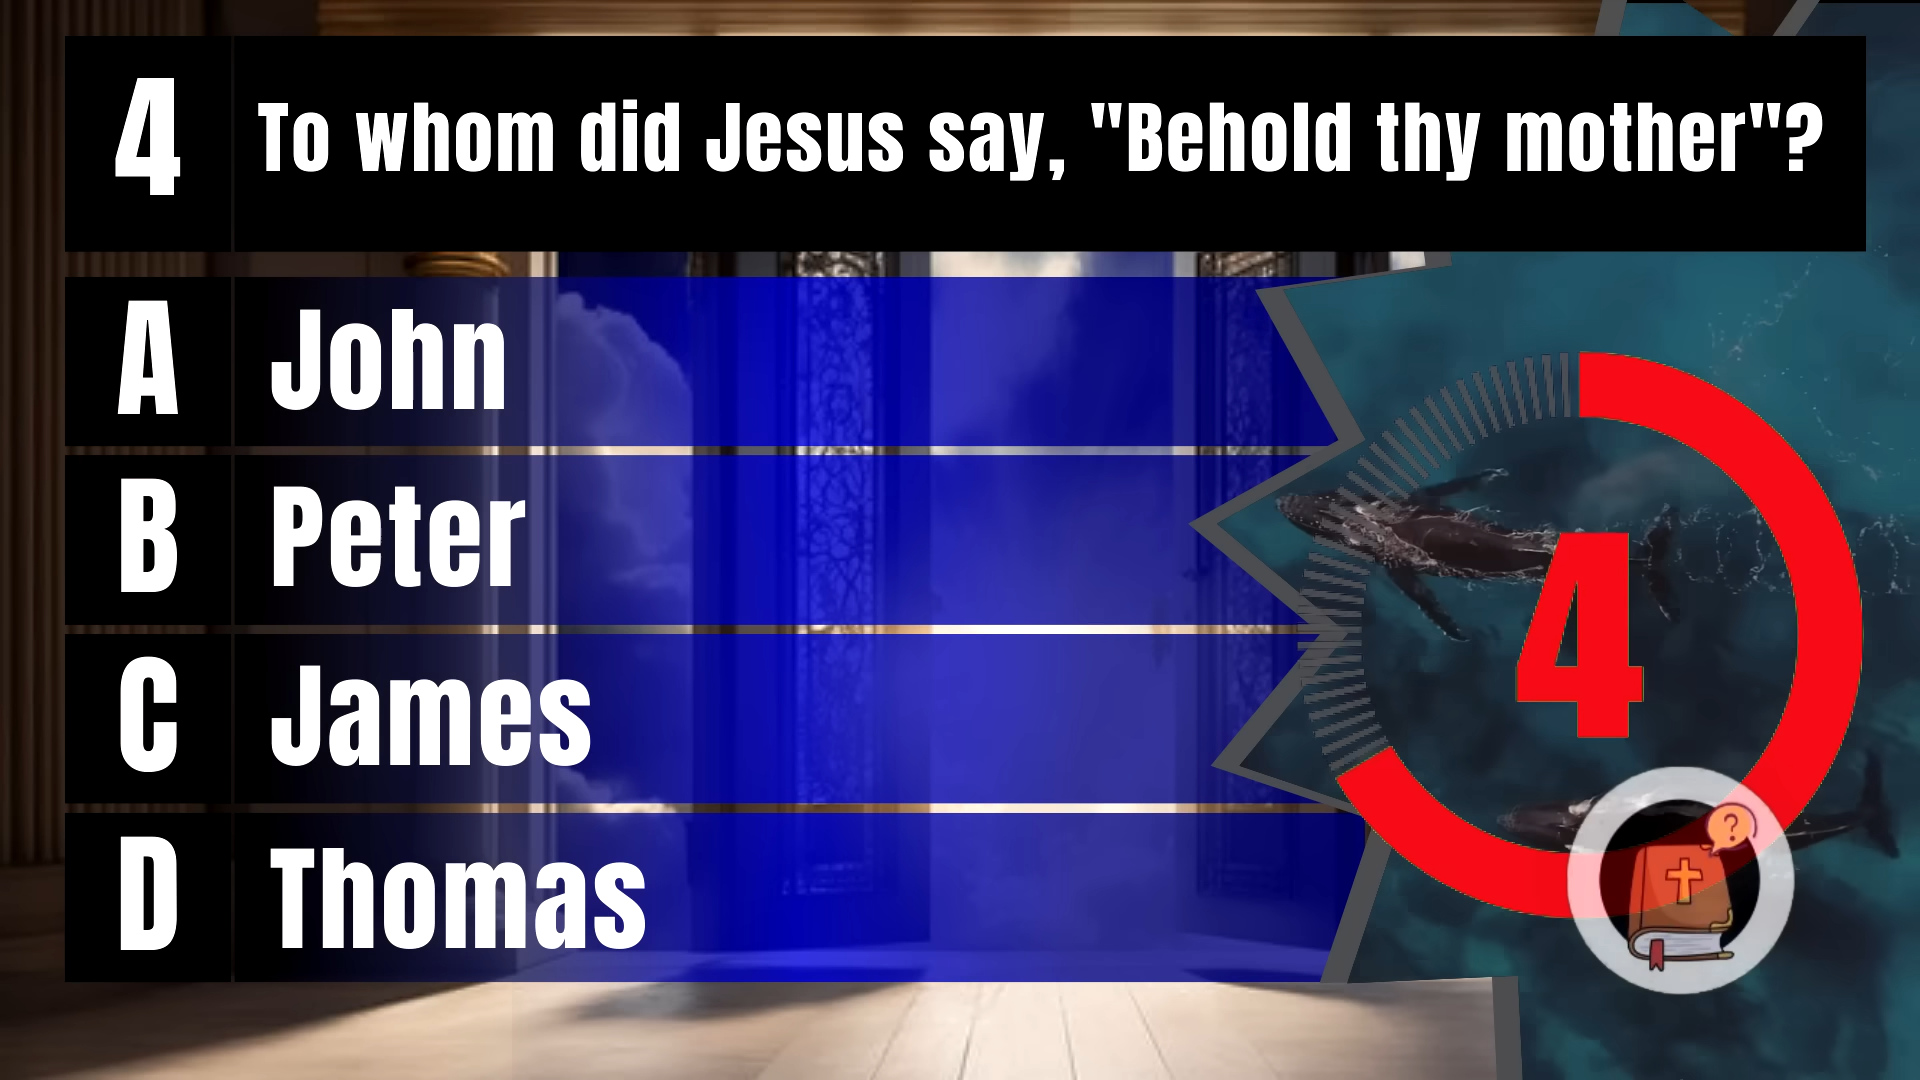 4
To whom did Jesus say, "Behold thy mother"?
A
John
B
Peter
C
James
D
Thomas
4
?